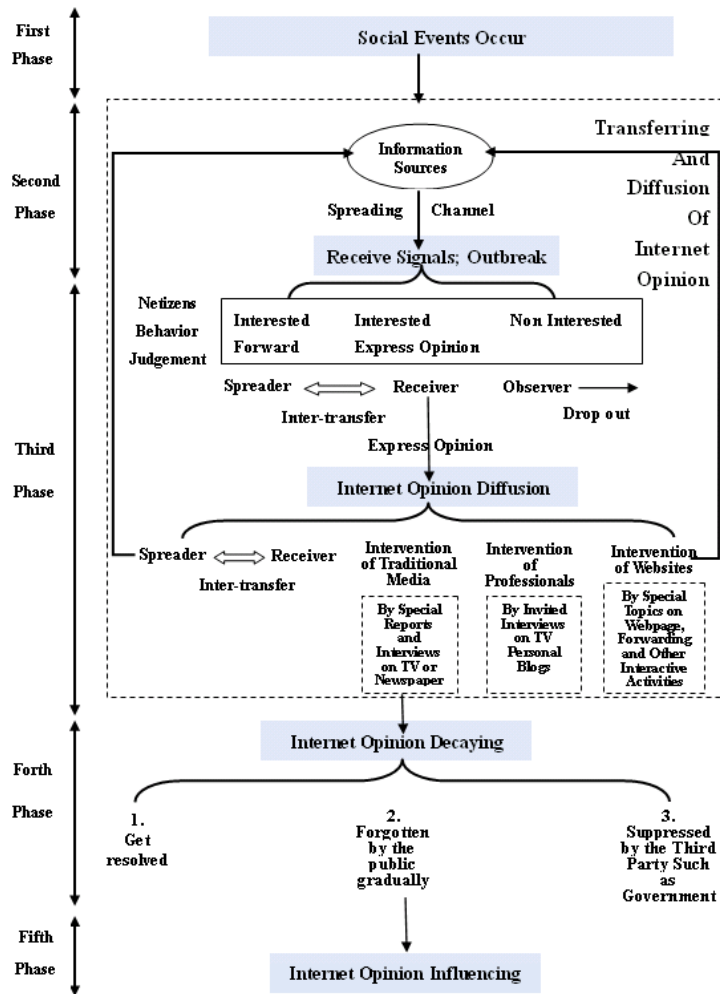 First
Phase
Social Events Occur
Second
Phase
Transferring
And
Diffusion
Of
Internet
Opinion
Information
Sources
Spreading Channel
Receive Signals; Outbreak
Third
Phase
Netizens
Behavior
Judgement
Interested
Forward
Interested
Express Opinion
Non Interested
Spreader
Receiver
Observer
Inter-transfer
Drop out
Express Opinion
Internet Opinion Diffusion
Spreader
Receiver
Inter-transfer
Intervention
of Traditional
Media
By Special
Reports
and
Interviews
on TV or
Newspaper
Intervention
of
Professionals
By Invited
Interviews
on TV
Personal
Blogs
Intervention
of Websites
By Special
Topics on
Webpage,
Forwarding
and Other
Interactive
Activities
Forth
Phase
Internet Opinion Decaying
1.
Get
resolved
2.
Forgotten
by the
public
gradually
3.
Suppressed
by the Third
Party Such
as
Government
Fifth
Phase
Internet Opinion Influencing